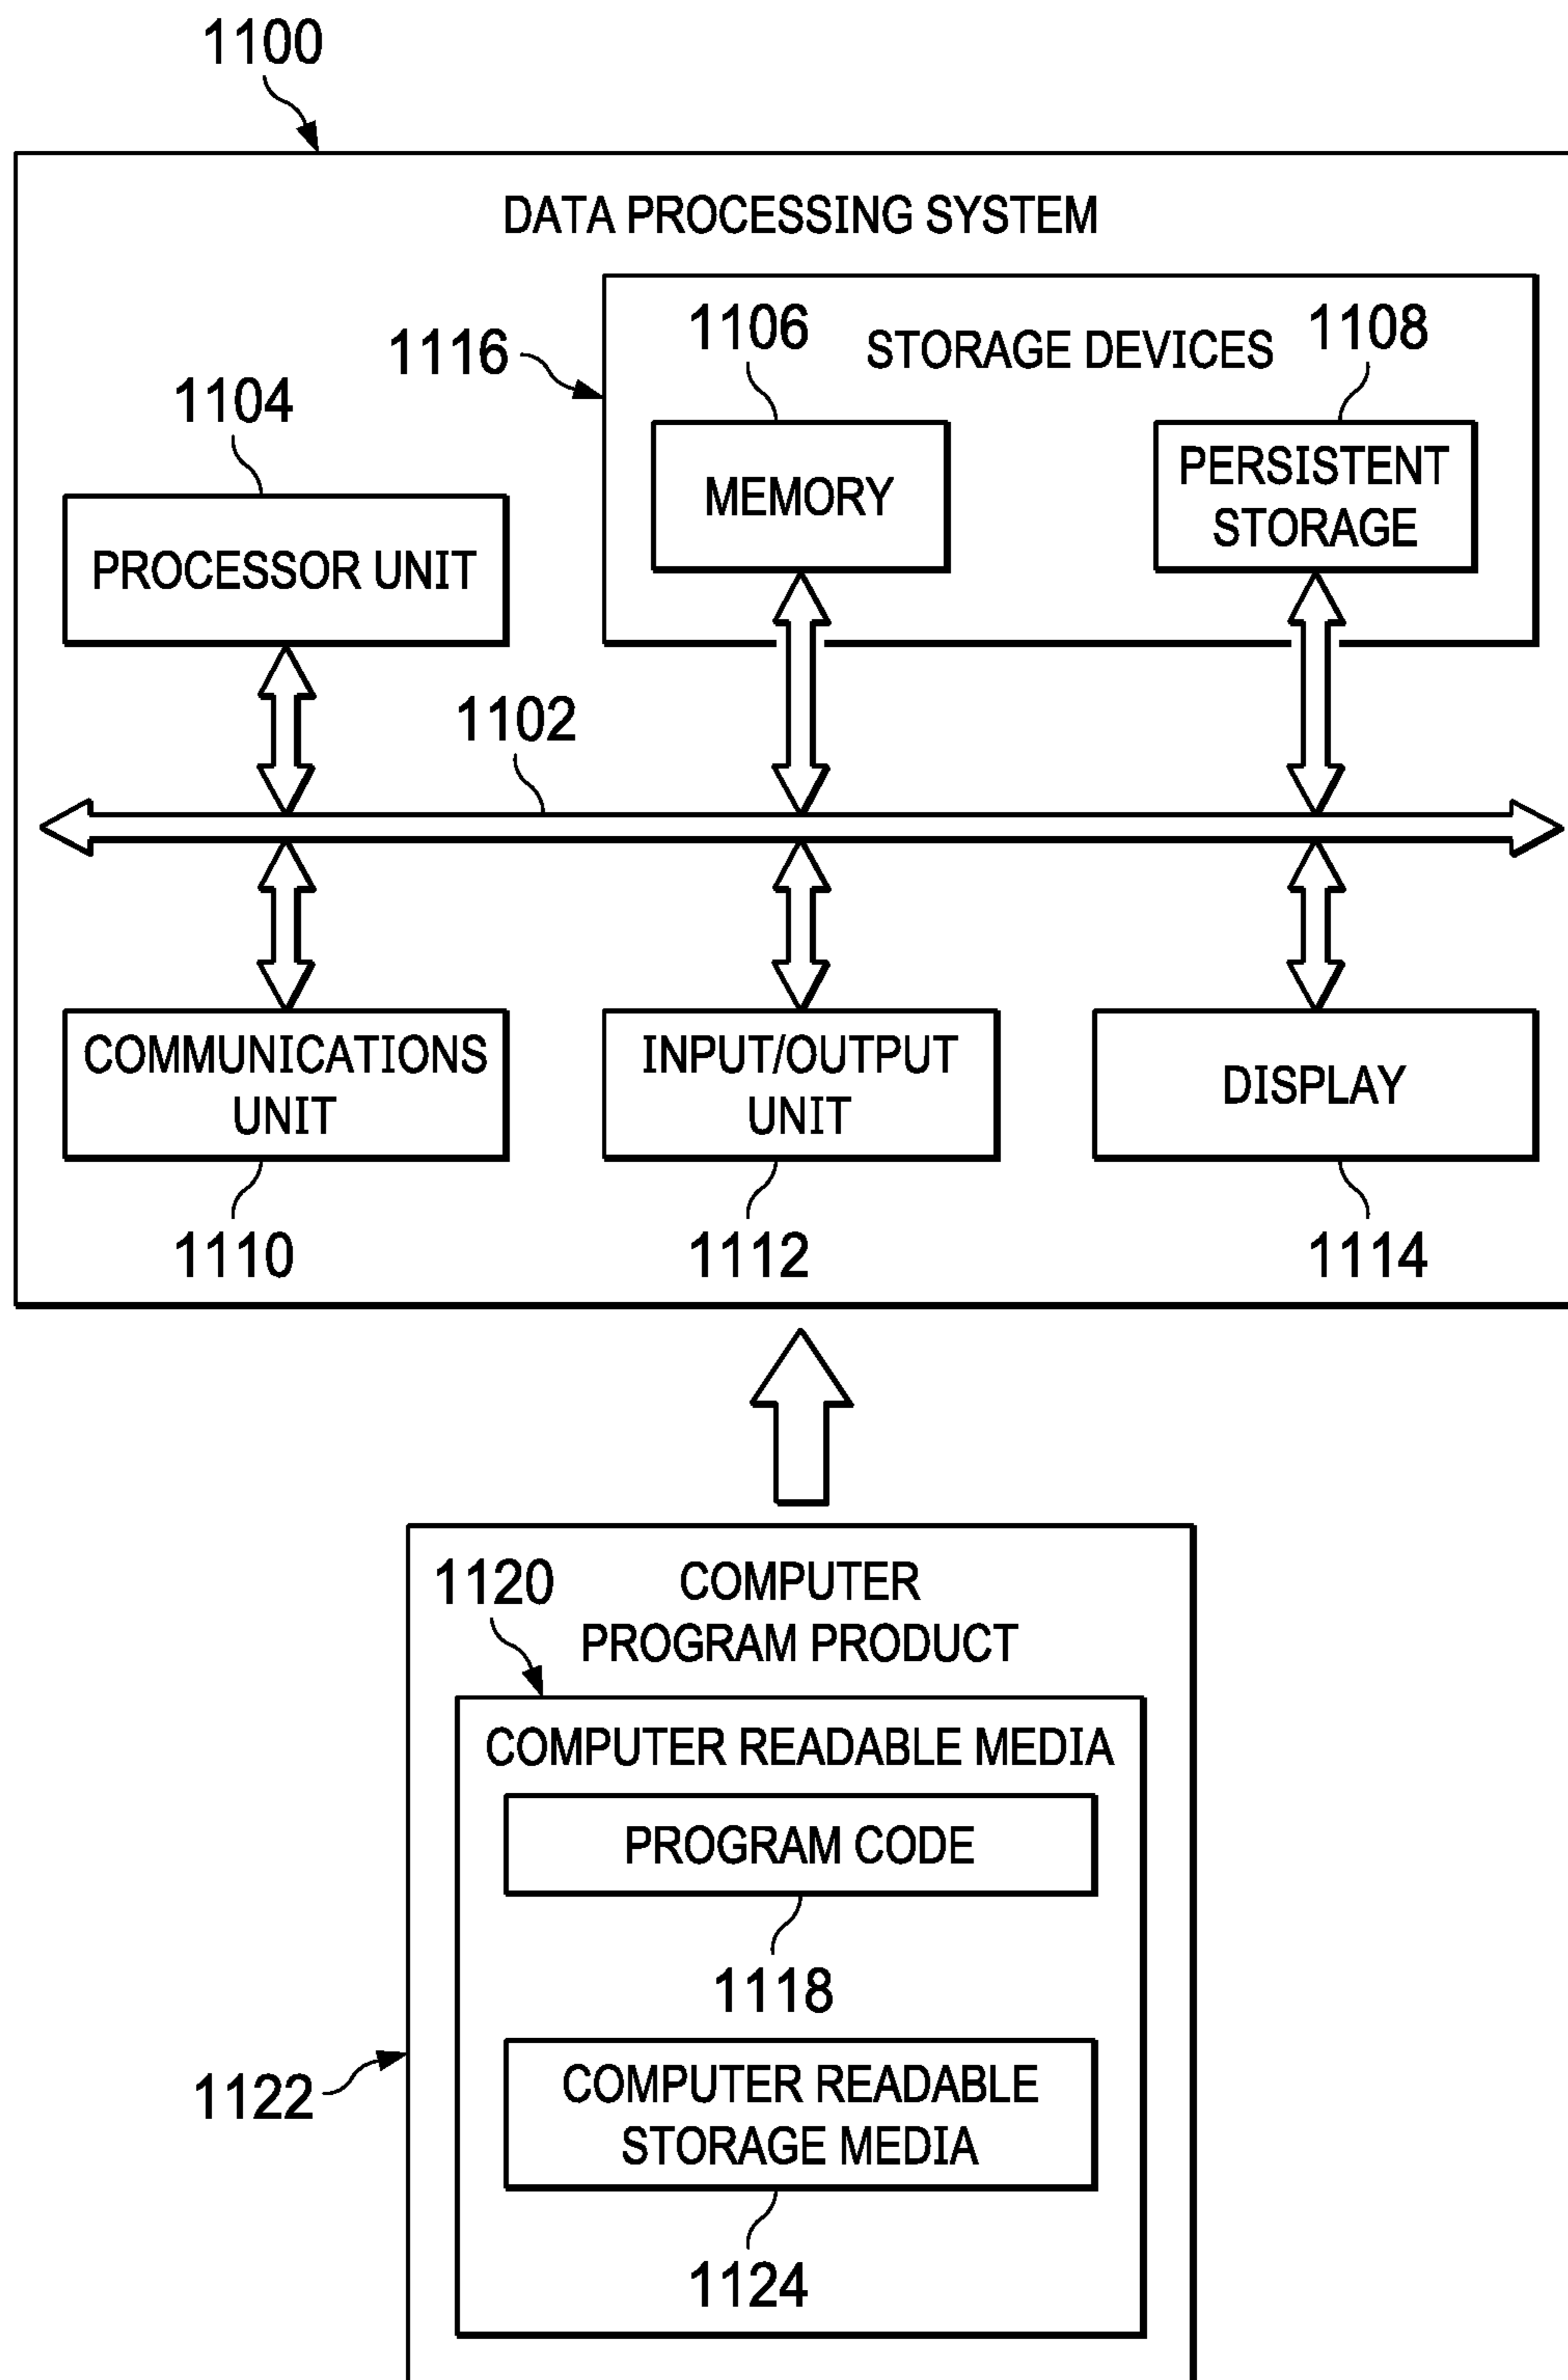 1100
DATA PROCESSING SYSTEM
1116
1106
STORAGE DEVICES
1108
1104
MEMORY
PERSISTENT
STORAGE
PROCESSOR UNIT
1102
COMMUNICATIONS
UNIT
INPUT/OUTPUT
UNIT
DISPLAY
1110
1112
1114
1120
COMPUTER
PROGRAM PRODUCT
COMPUTER READABLE MEDIA
PROGRAM CODE
1118
1122
COMPUTER READABLE
STORAGE MEDIA
1124